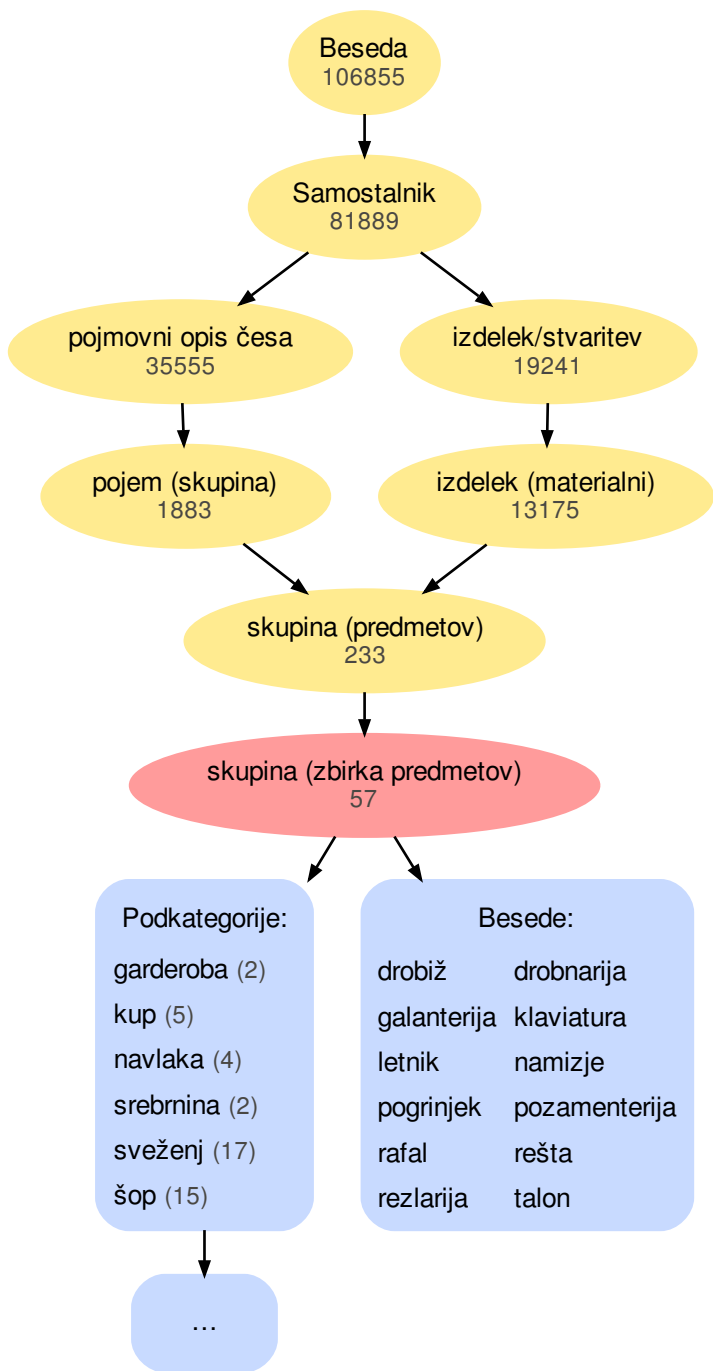 Beseda
106855
Samostalnik
81889
pojmovni opis česa
35555
izdelek/stvaritev
19241
pojem (skupina)
1883
izdelek (materialni)
13175
skupina (predmetov)
233
skupina (zbirka predmetov)
57
Podkategorije:
garderoba (2)
kup (5)
navlaka (4)
srebrnina (2)
sveženj (17)
šop (15)
Besede:
drobiž drobnarija
galanterija klaviatura
letnik namizje
pogrinjek pozamenterija
rafal rešta
rezlarija talon
...